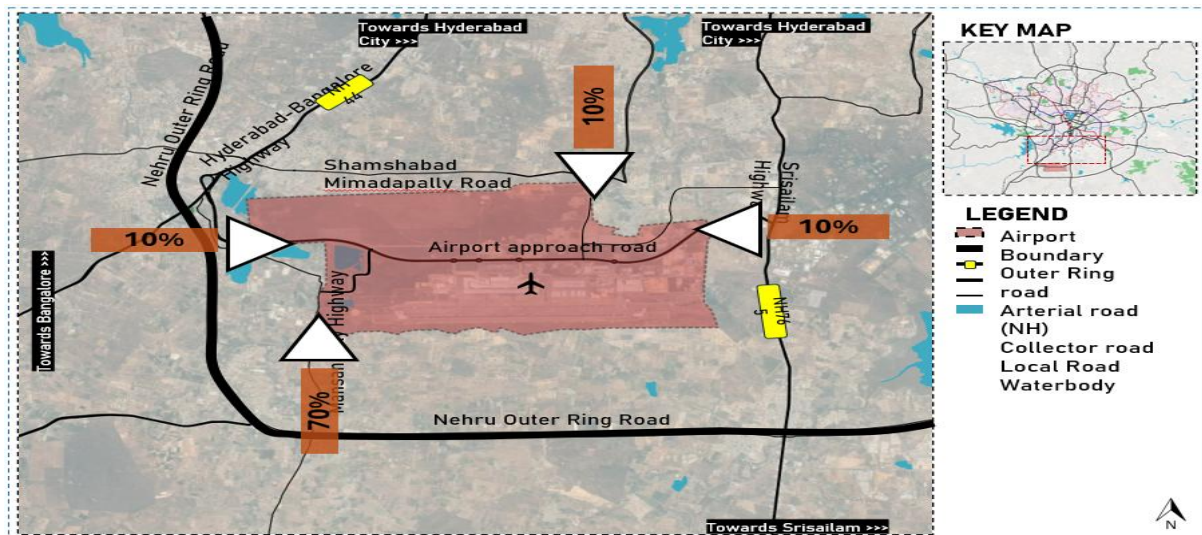 Towards Hyderabad
City >>>
Towards Hyderabad
City >>>
KEY MAP
Nehru Outer Ring Road
Hyderabad-Bangalore
Highway
NH
44
10%
Shamshabad
Mimadapally Road
Srisailan
Highway
10%
Airport approach road
10%
Towards Bangalore >>>
Highway
NH76
5
70%
Nehru Outer Ring Road
Towards Srisailam >>>
LEGEND
Airport
Boundary
Outer Ring
road
Arterial road
(NH)
Collector road
Local Road
Waterbody
N